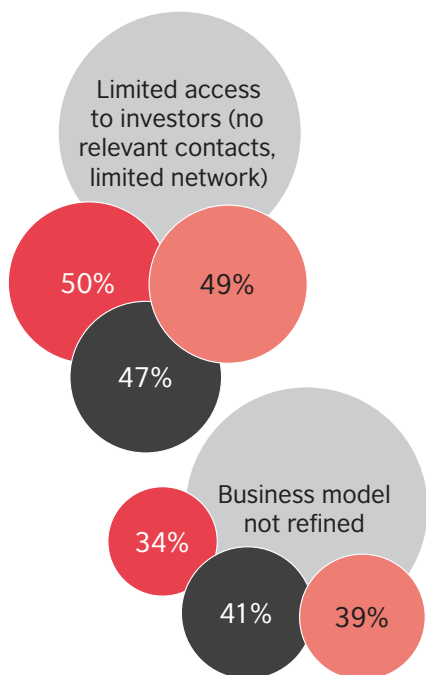 Limited access
to investors (no
relevant contacts,
limited network)
50%
49%
47%
Business model
not refined
34%
41%
39%